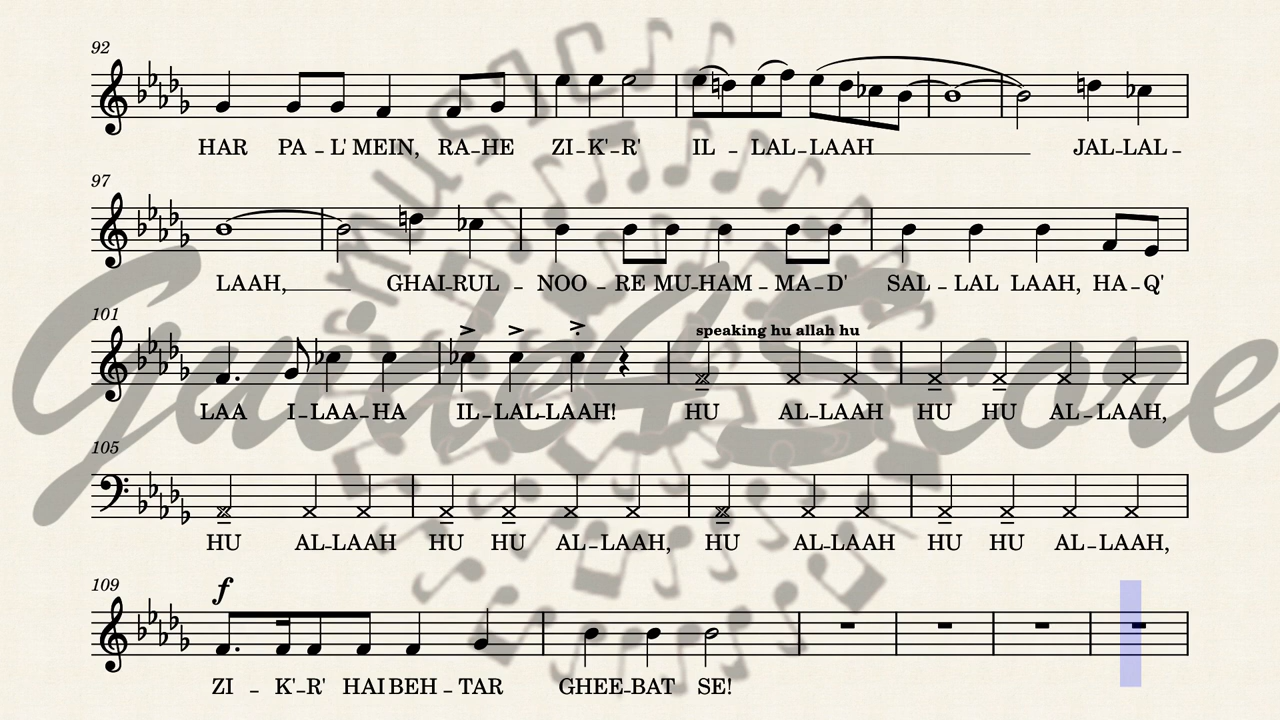 92
HAR PA - L' MEIN, RA-HE ZI-K'-R' IL - LAL-LAAH JAL-LAL -
97
LAAH, GHAI-RUL - NOO - RE MU-HAM - MA-D' SAL - LAL LAAH, HA-Q'
101
speaking hu allah hu
LAA I-LAA-HA IL-LAL-LAAH! HU AL-LAAH HU HU AL-LAAH,
105
HU AL-LAAH HU HU AL-LAAH, HU AL-LAAH HU HU AL-LAAH,
109
f
ZI - K'-R' HAI BEH-TAR GHEE-BAT SE!
music
Guide4Score